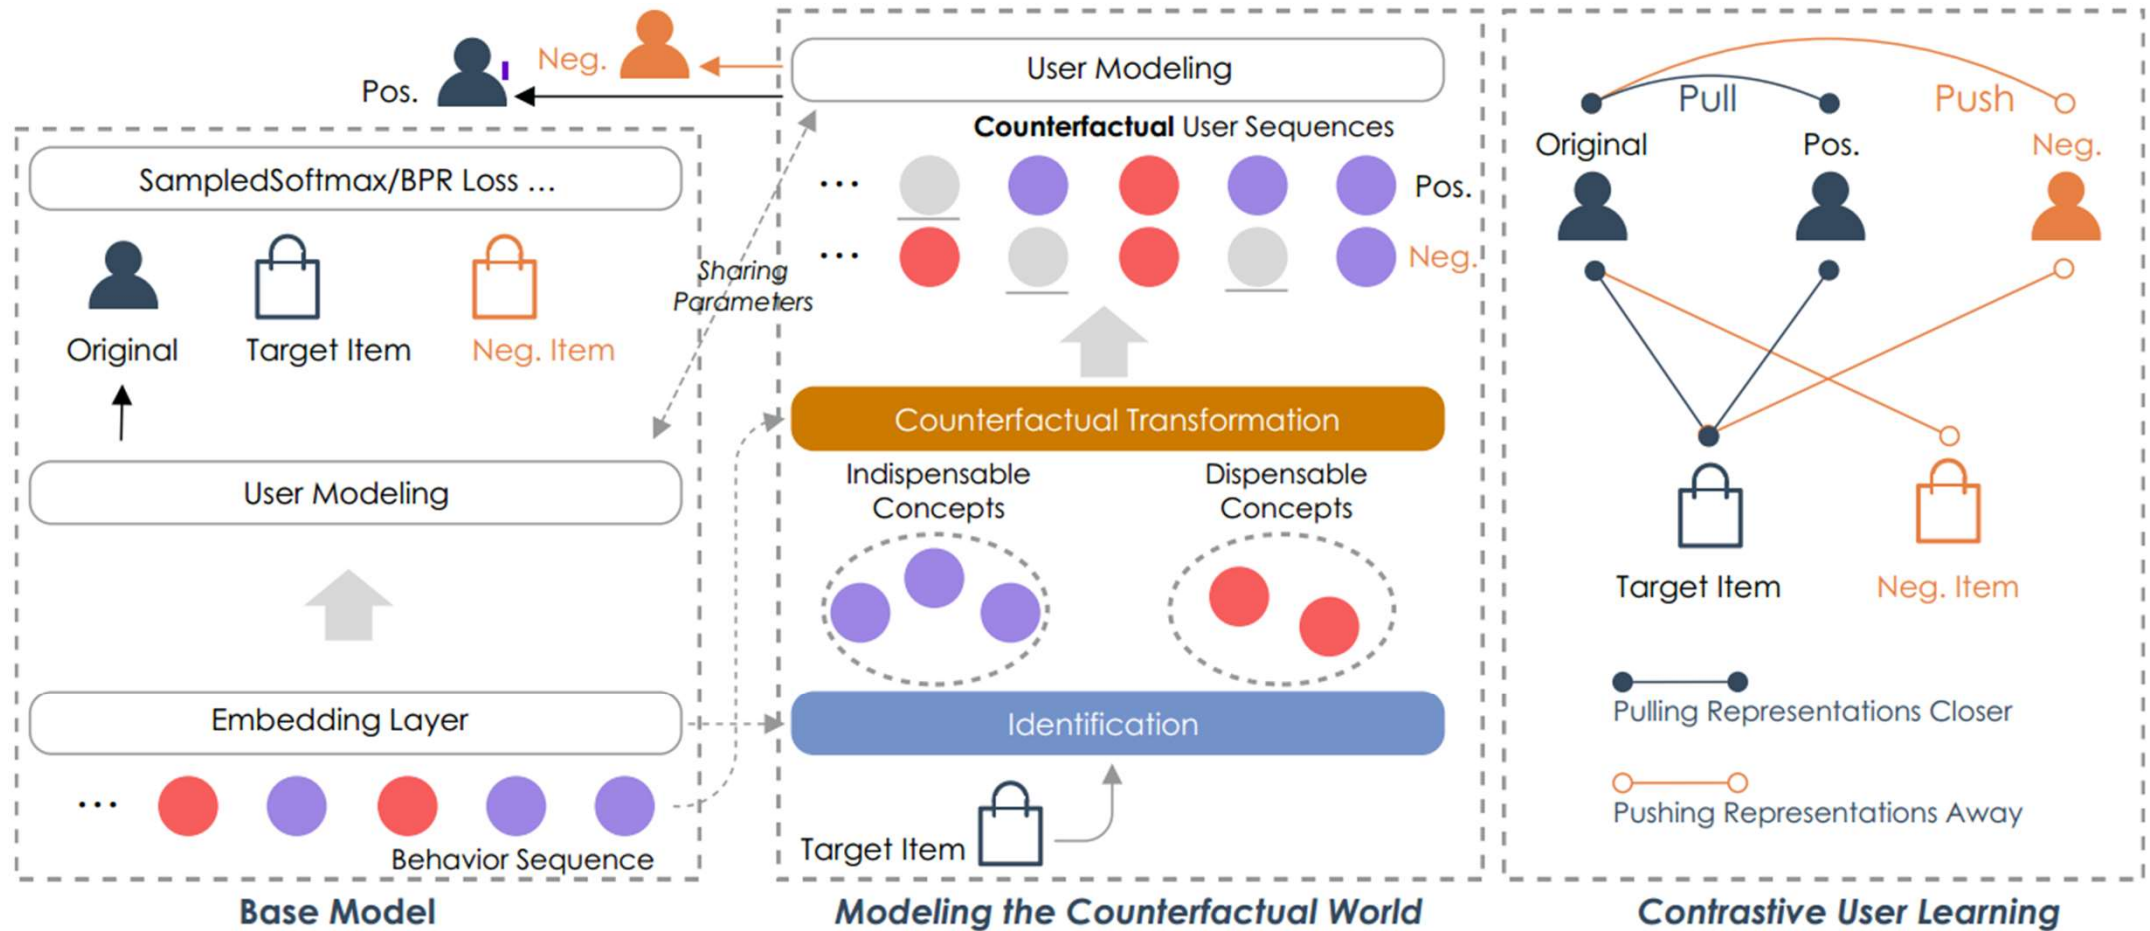 Pos.
Neg.
SampledSoftmax/BPR Loss ...
Original
Target Item
Neg. Item
User Modeling
Embedding Layer
...
Behavior Sequence
Base Model
Sharing
Parameters
User Modeling
Counterfactual User Sequences
... Pos.
... Neg.
Counterfactual Transformation
Indispensable
Concepts
Dispensable
Concepts
Identification
Target Item
Modeling the Counterfactual World
Pull
Push
Original
Pos.
Neg.
Target Item
Neg. Item
Pulling Representations Closer
Pushing Representations Away
Contrastive User Learning